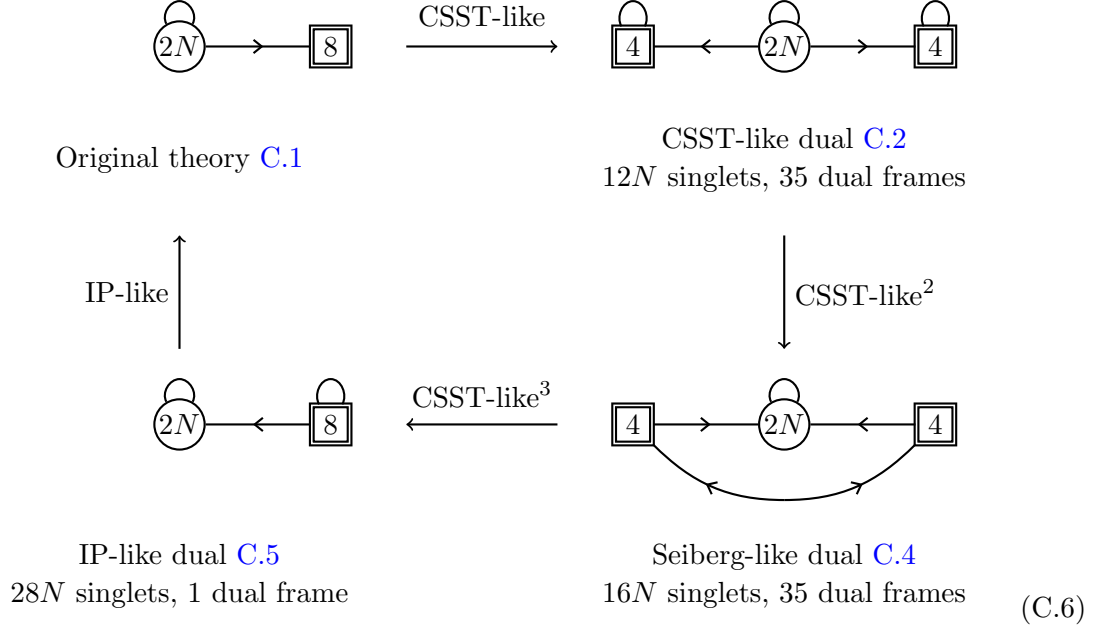 2N 8 CSST-like 4 2N 4
Original theory C.1
CSST-like dual C.2
12N singlets, 35 dual frames
IP-like
CSST-like²
2N 8 CSST-like³ 4 2N 4
IP-like dual C.5
28N singlets, 1 dual frame
Seiberg-like dual C.4
16N singlets, 35 dual frames
(C.6)